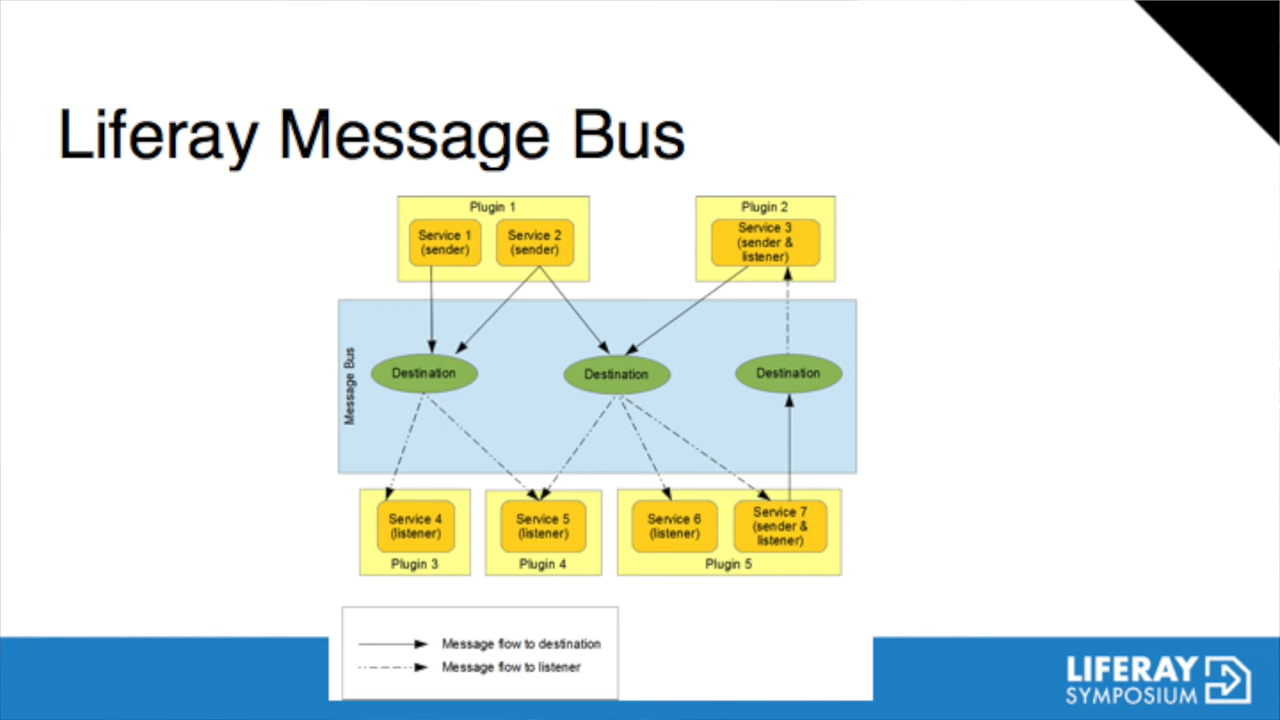 Liferay Message Bus
Plugin 1
Service 1
(sender)
Service 2
(sender)
Plugin 2
Service 3
(sender &
listener)
Message Bus
Destination
Destination
Destination
Service 4
(listener)
Plugin 3
Service 5
(listener)
Plugin 4
Service 6
(listener)
Service 7
(sender &
listener)
Plugin 5
Message flow to destination
Message flow to listener
LIFERAY
SYMPOSIUM